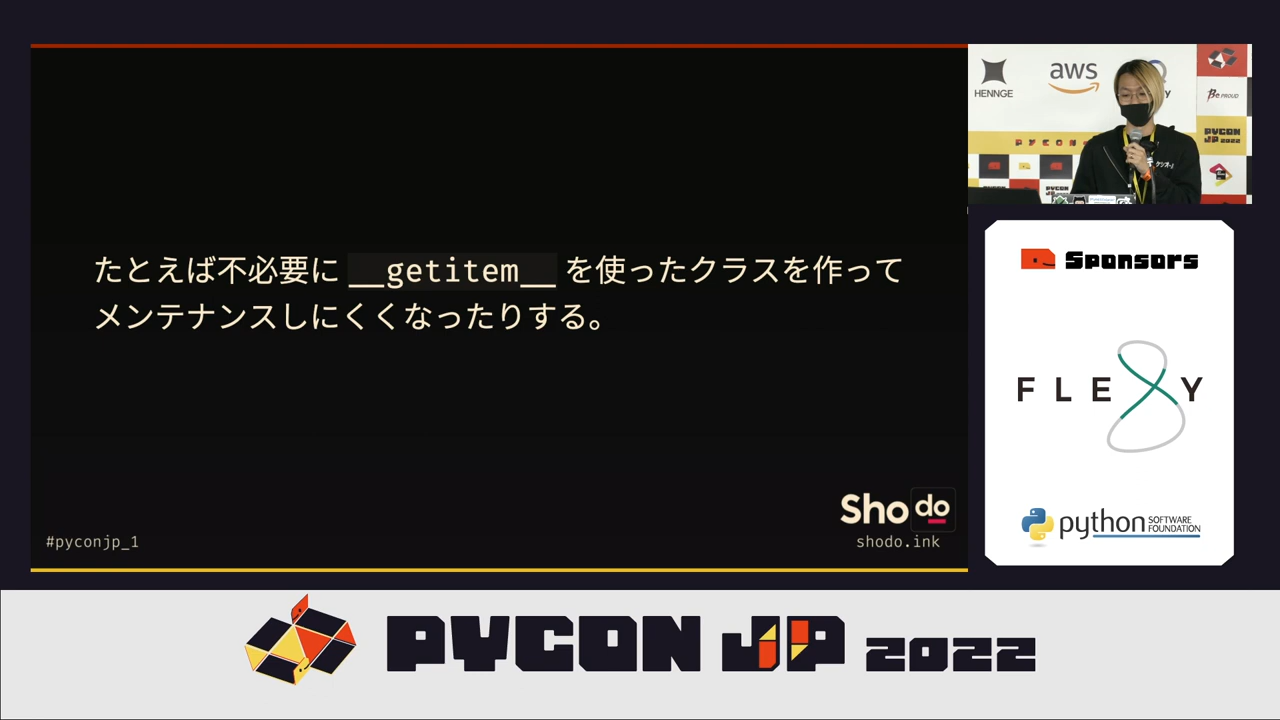 たとえば不必要に __getitem__ を使ったクラスを作って
メンテナンスしにくくなったりする。
Shodo
#pyconjp_1
shodo.ink
HENNGE
aws
Be PROUD
PYCON
JP 2022
Sponsors
FLEXY
python SOFTWARE
FOUNDATION
PYCON JP 2022